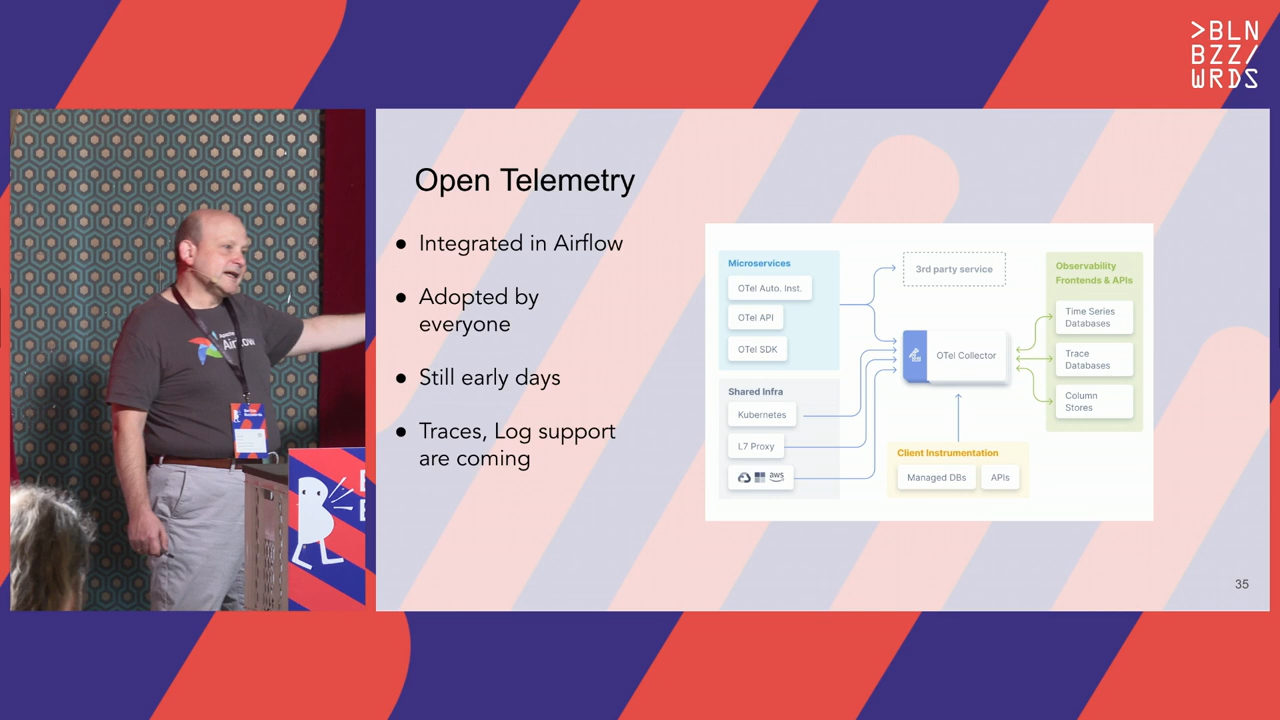 >BLN
BZZ/
WRDS
Open Telemetry
● Integrated in Airflow
● Adopted by
everyone
● Still early days
● Traces, Log support
are coming
Microservices
OTel Auto. Inst.
OTel API
OTel SDK
Shared Infra
Kubernetes
L7 Proxy
aws
3rd party service
OTel Collector
Client Instrumentation
Managed DBs
APIs
Observability
Frontends & APIs
Time Series
Databases
Trace
Databases
Column
Stores
35